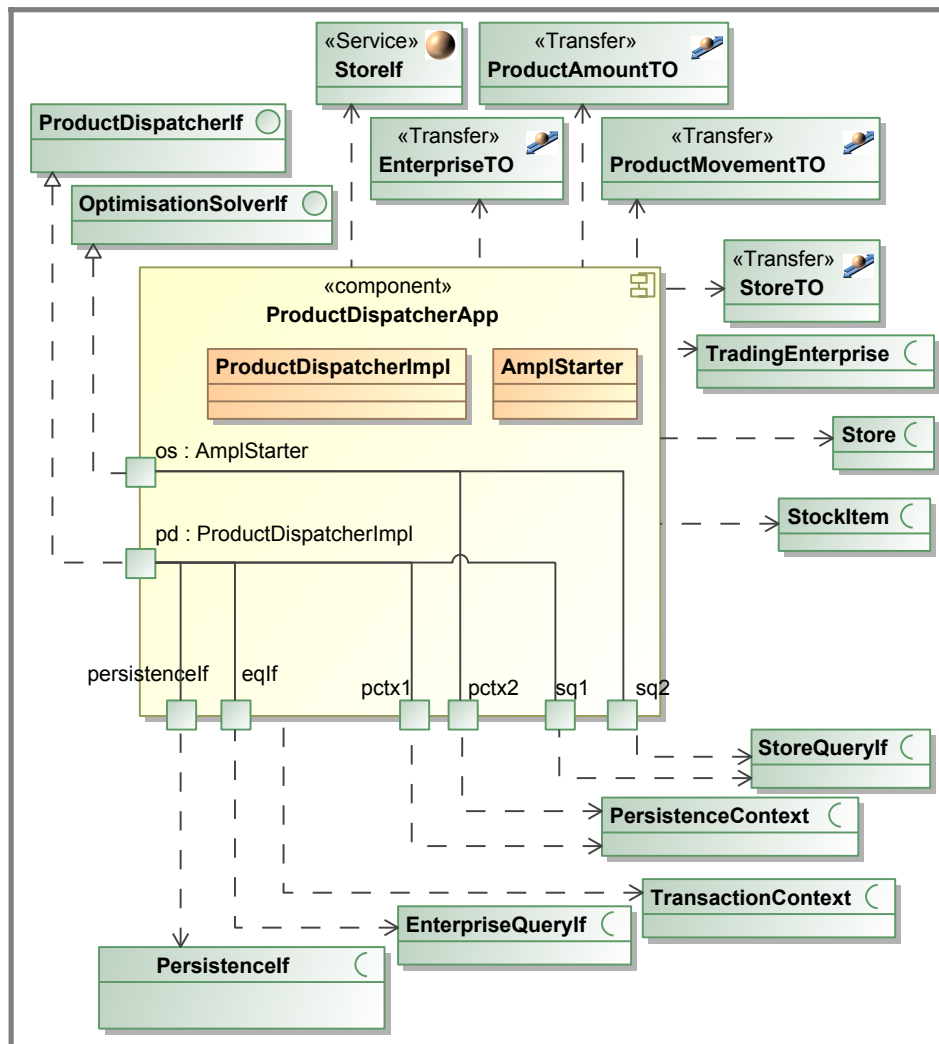 «Service»
StoreIf
«Transfer»
ProductAmountTO
ProductDispatcherIf
«Transfer»
EnterpriseTO
«Transfer»
ProductMovementTO
OptimisationSolverIf
«Transfer»
StoreTO
«component»
ProductDispatcherApp
TradingEnterprise
ProductDispatcherImpl
AmplStarter
Store
os : AmplStarter
StockItem
pd : ProductDispatcherImpl
persistenceIf
eqIf
pctx1
pctx2
sq1
sq2
StoreQueryIf
PersistenceContext
TransactionContext
EnterpriseQueryIf
PersistenceIf